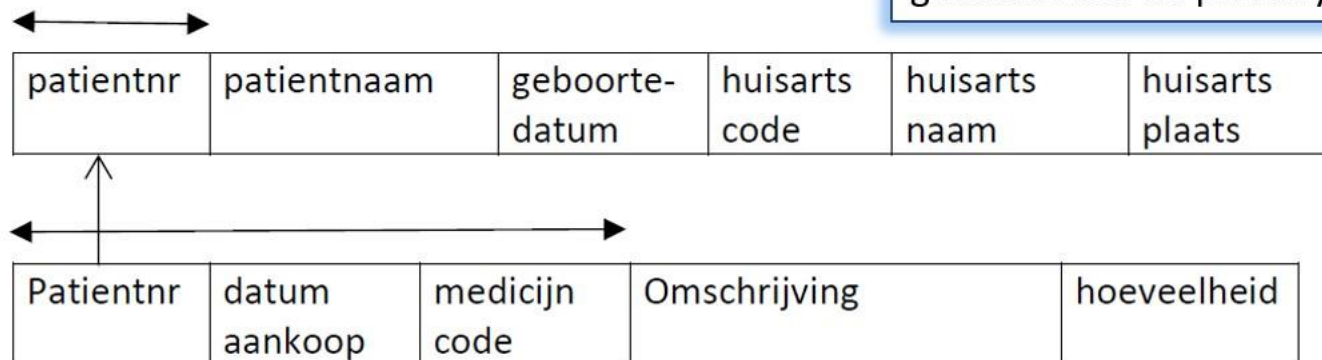 patientnr patientnaam geboorte- huisarts huisarts huisarts
datum code naam plaats
Patientnr datum medicijn Omschrijving hoeveelheid
aankoop code